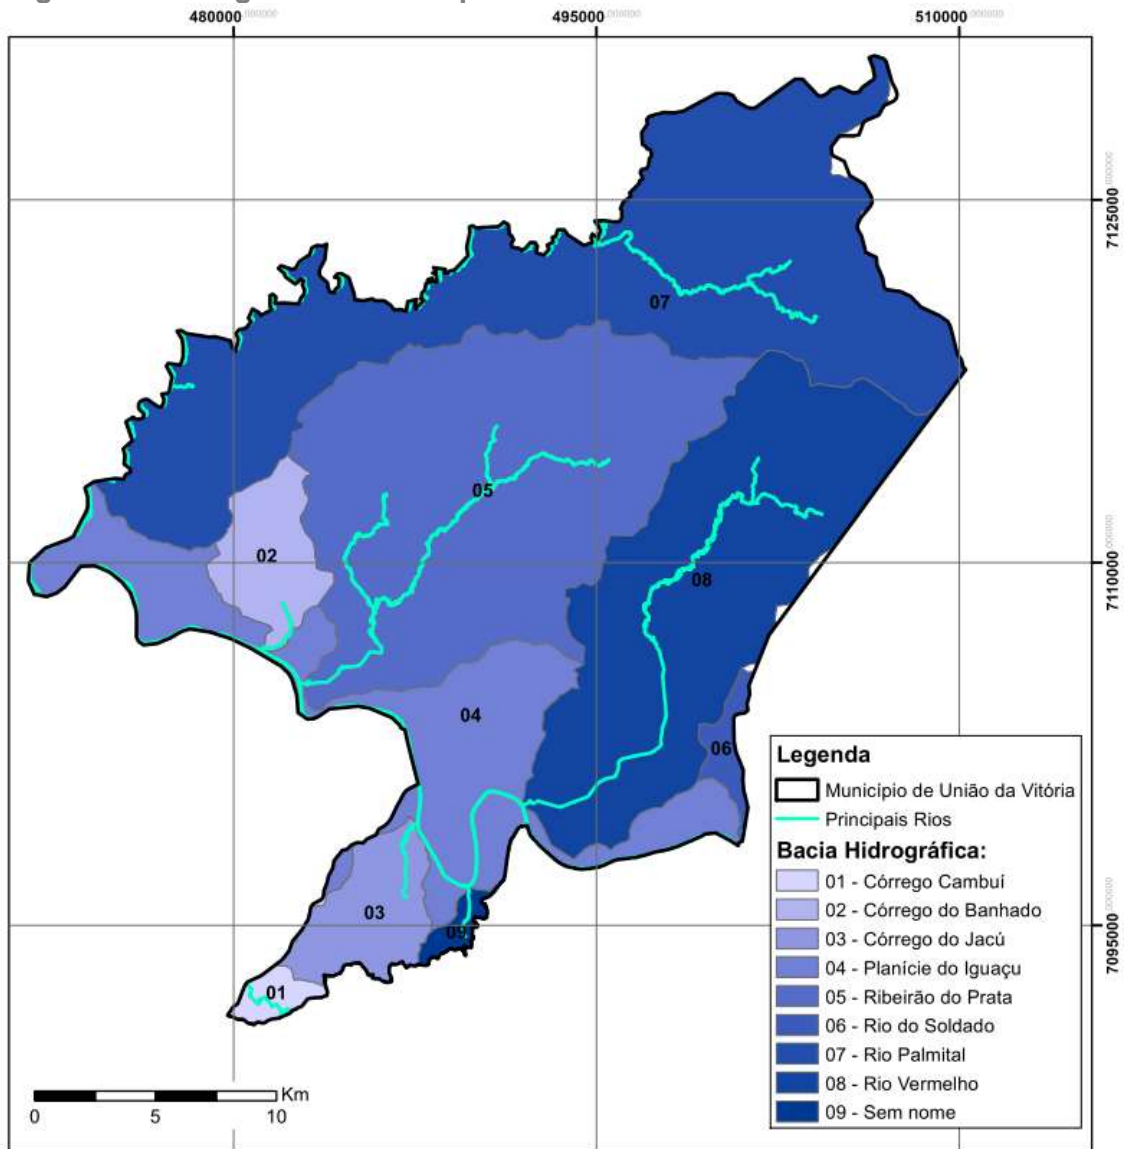 480000 495000 510000
7125000
07
05
02
7110000
08
04
06
Legenda
Município de União da Vitória
Principais Rios
Bacia Hidrográfica:
01 - Córrego Cambuí
02 - Córrego do Banhado
03 - Córrego do Jacú
04 - Planície do Iguaçu
05 - Ribeirão do Prata
06 - Rio do Soldado
07 - Rio Palmital
08 - Rio Vermelho
09 - Sem nome
03
09
7095000
01
Km
0 5 10